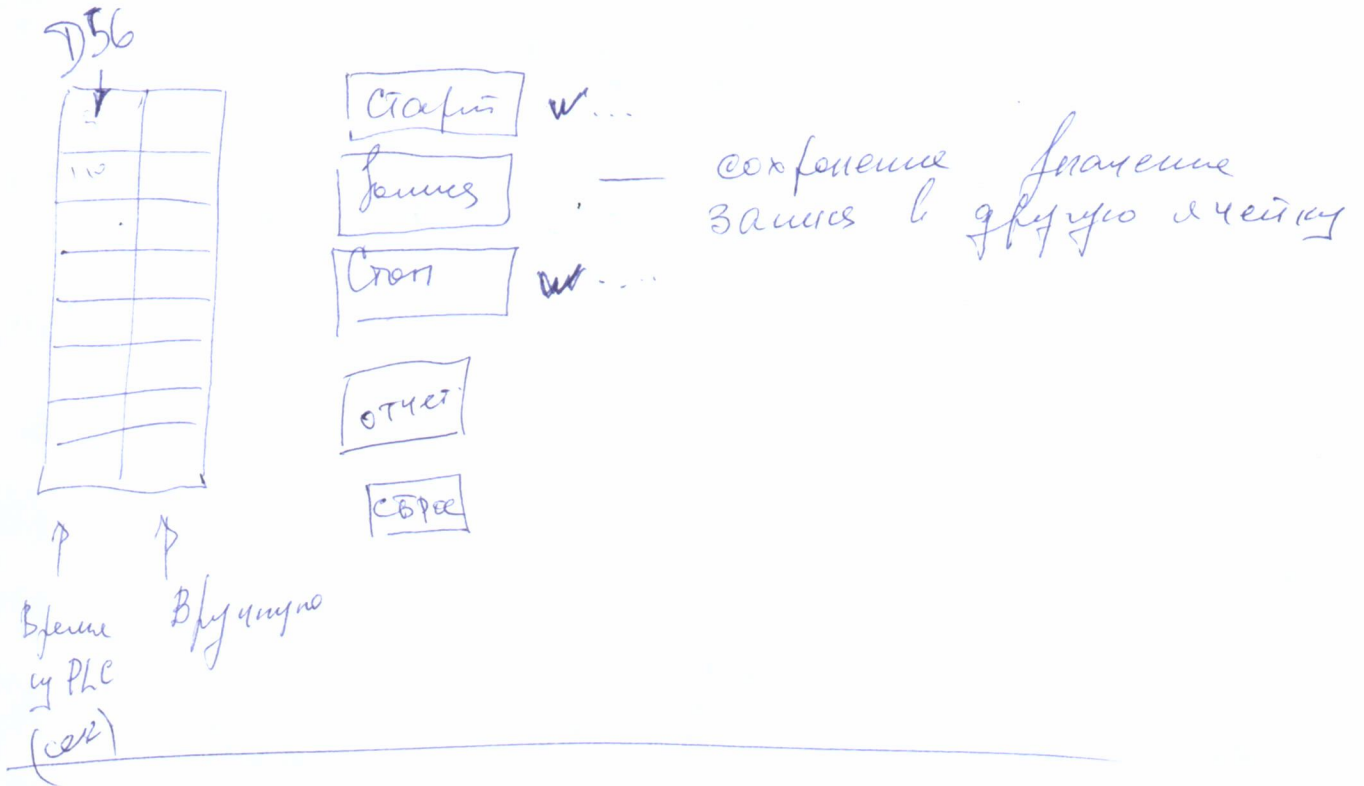 D56
Старт
Запись
Стоп
отчет
сброс
— сохранение значение
запись в другую ячейку
Время
из PLC
(сек)
Вручную